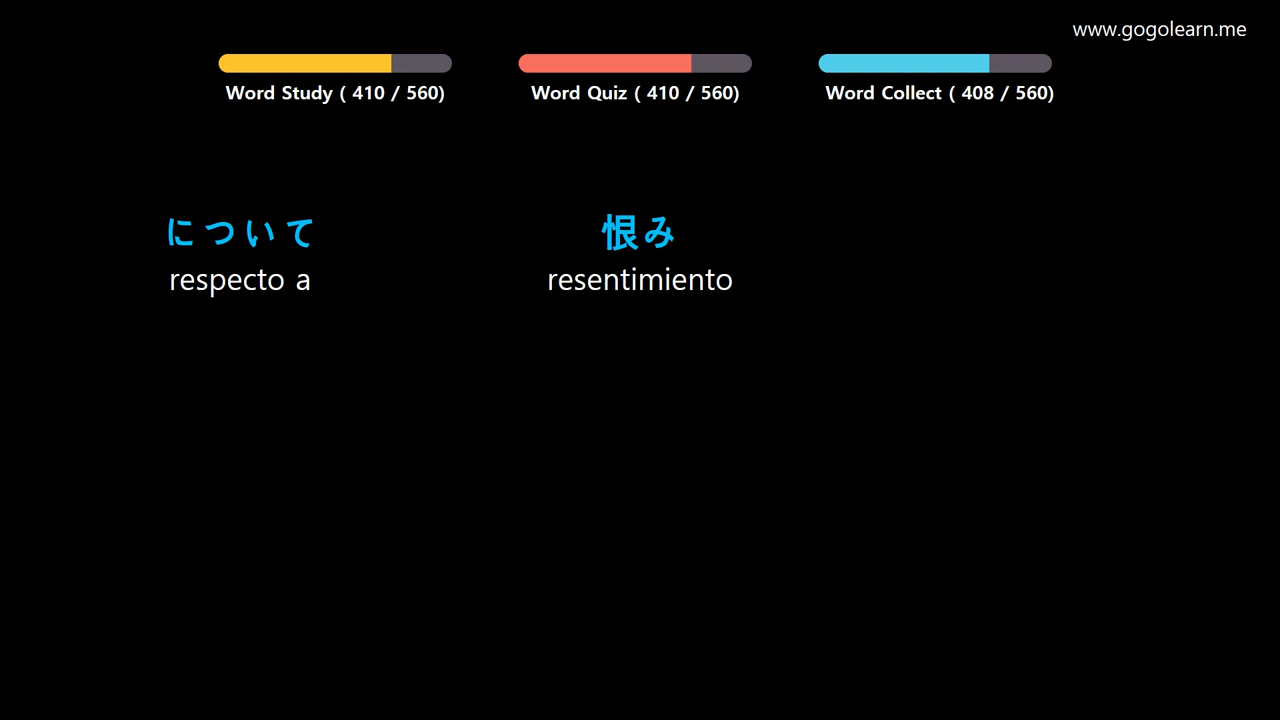 www.gogolearn.me
Word Study ( 410 / 560)
Word Quiz ( 410 / 560)
Word Collect ( 408 / 560)
について
respecto a
恨み
resentimiento